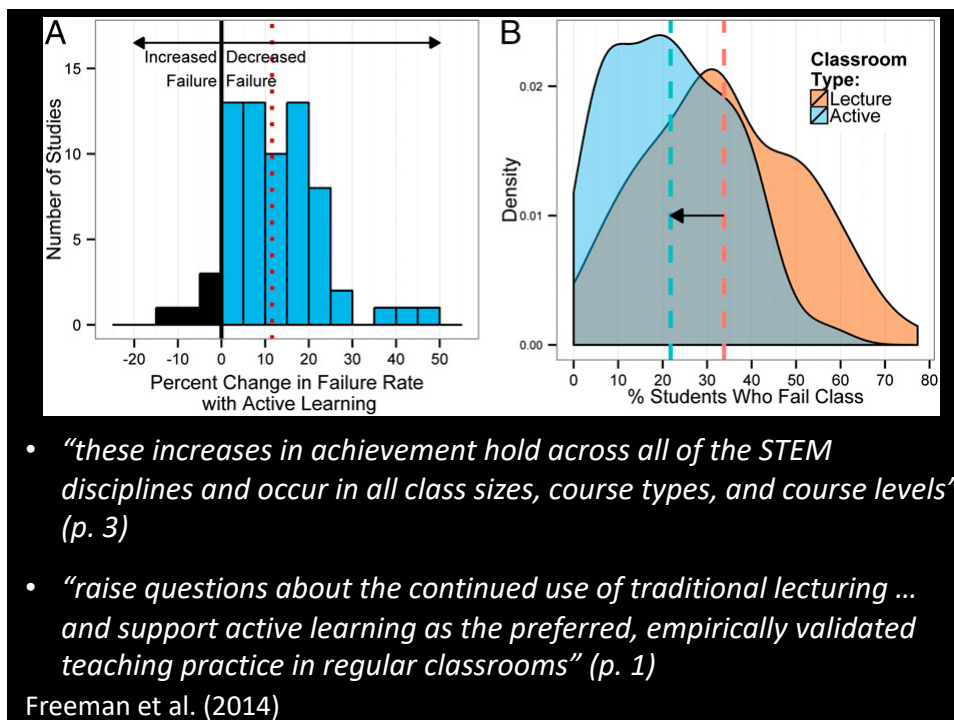 A
Increased Decreased
Failure Failure
15
10
5
0
Number of Studies
-20 -10 0 10 20 30 40 50
Percent Change in Failure Rate
with Active Learning
B
Classroom
Type:
Lecture
Active
0.02
0.01
0.00
Density
0 10 20 30 40 50 60 70 80
% Students Who Fail Class
• “these increases in achievement hold across all of the STEM
disciplines and occur in all class sizes, course types, and course levels”
(p. 3)
• “raise questions about the continued use of traditional lecturing …
and support active learning as the preferred, empirically validated
teaching practice in regular classrooms” (p. 1)
Freeman et al. (2014)